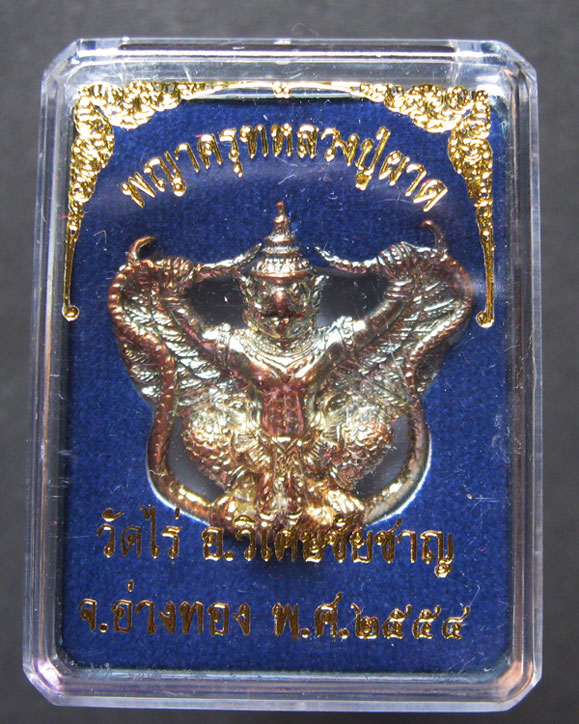 พญาครุฑหลวงปู่ผาด
วัดไร่ อ.วิเศษชัยชาญ
จ.อ่างทอง พ.ศ.๒๕๕๔